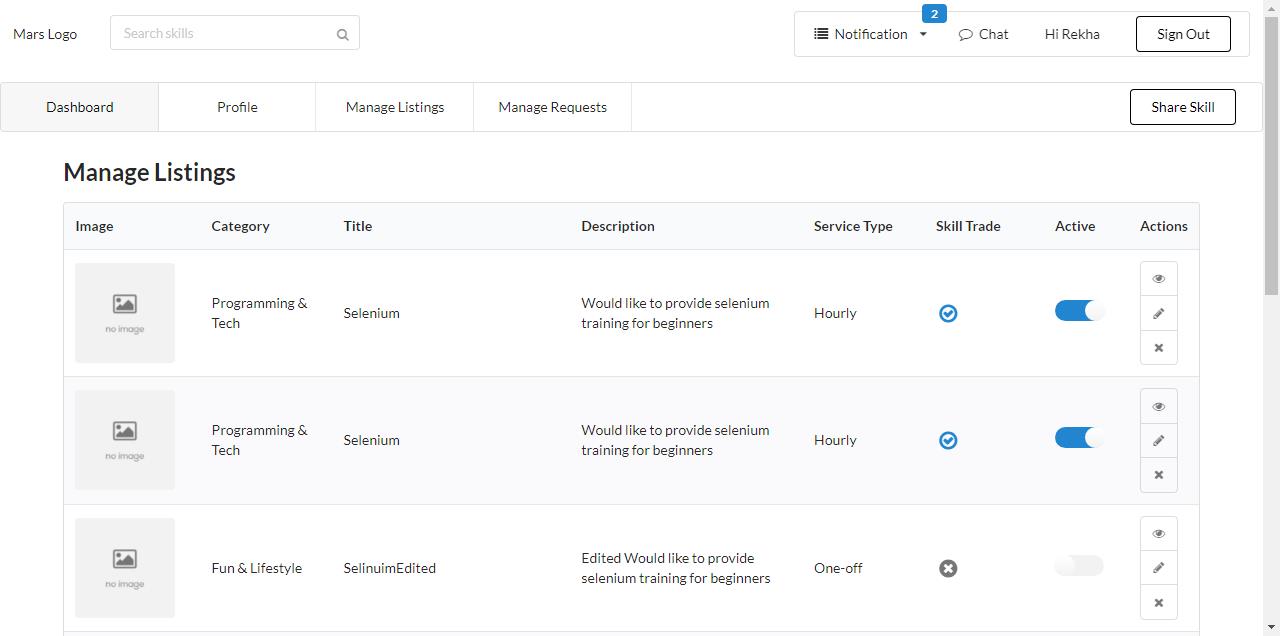 2
Mars Logo Search skills Notification Chat Hi Rekha Sign Out
Dashboard Profile Manage Listings Manage Requests Share Skill
Manage Listings
Image Category Title Description Service Type Skill Trade Active Actions
no image
Programming &
Tech
Selenium
Would like to provide selenium
training for beginners
Hourly
no image
Programming &
Tech
Selenium
Would like to provide selenium
training for beginners
Hourly
no image
Fun & Lifestyle
SelinuimEdited
Edited Would like to provide
selenium training for beginners
One-off